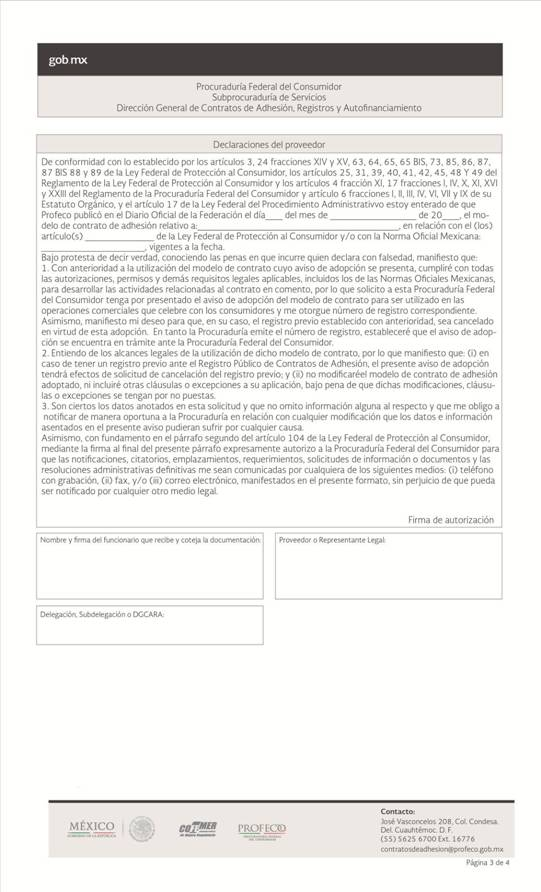 gob mx
Procuraduría Federal del Consumidor
Subprocuraduría de Servicios
Dirección General de Contratos de Adhesión, Registros y Autofinanciamiento
Declaraciones del proveedor
De conformidad con lo establecido por los artículos 3, 24 fracciones XIV y XV, 63, 64, 65, 65 BIS, 73, 85, 86, 87,
87 BIS 88 y 89 de la Ley Federal de Protección al Consumidor, los artículos 25, 31, 39, 40, 41, 42, 45, 48 Y 49 del
Reglamento de la Ley Federal de Protección al Consumidor y los artículos 4 fracción XI, 17 fracciones I, IV, X, XI, XVI
y XXIII del Reglamento de la Procuraduría Federal del Consumidor y artículo 6 fracciones I, II, III, IV, VI, VII y IX de su
Estatuto Orgánico, y el artículo 17 de la Ley Federal del Procedimiento Administrativvo estoy enterado de que
Profeco publicó en el Diario Oficial de la Federación el día____ del mes de ____________________ de 20____, el mo-
delo de contrato de adhesión relativo a:____________________________________________, en relación con el (los)
artículo(s) ________________ de la Ley Federal de Protección al Consumidor y/o con la Norma Oficial Mexicana:
________________________, vigentes a la fecha.
Bajo protesta de decir verdad, conociendo las penas en que incurre quien declara con falsedad, manifiesto que:
1. Con anterioridad a la utilización del modelo de contrato cuyo aviso de adopción se presenta, cumpliré con todas
las autorizaciones, permisos y demás requisitos legales aplicables, incluidos los de las Normas Oficiales Mexicanas,
para desarrollar las actividades relacionadas al contrato en comento, por lo que solicito a esta Procuraduría Federal
del Consumidor tenga por presentado el aviso de adopción del modelo de contrato para ser utilizado en las
operaciones comerciales que celebre con los consumidores y me otorgue número de registro correspondiente.
Asimismo, manifiesto mi deseo para que, en su caso, el registro previo establecido con anterioridad, sea cancelado
en virtud de esta adopción. En tanto la Procuraduría emite el número de registro, estableceré que el aviso de adop-
ción se encuentra en trámite ante la Procuraduría Federal del Consumidor.
2. Entiendo de los alcances legales de la utilización de dicho modelo de contrato, por lo que manifiesto que: (i) en
caso de tener un registro previo ante el Registro Público de Contratos de Adhesión, el presente aviso de adopción
tendrá efectos de solicitud de cancelación del registro previo; y (ii) no modificaréel modelo de contrato de adhesión
adoptado, ni incluiré otras cláusulas o excepciones a su aplicación, bajo pena de que dichas modificaciones, cláusu-
las o excepciones se tengan por no puestas.
3. Son ciertos los datos anotados en esta solicitud y que no omito información alguna al respecto y que me obligo a
notificar de manera oportuna a la Procuraduría en relación con cualquier modificación que los datos e información
asentados en el presente aviso pudieran sufrir por cualquier causa.
Asimismo, con fundamento en el párrafo segundo del artículo 104 de la Ley Federal de Protección al Consumidor,
mediante la firma al final del presente párrafo expresamente autorizo a la Procuraduría Federal del Consumidor para
que las notificaciones, citatorios, emplazamientos, requerimientos, solicitudes de información o documentos y las
resoluciones administrativas definitivas me sean comunicadas por cualquiera de los siguientes medios: (i) teléfono
con grabación, (ii) fax, y/o (iii) correo electrónico, manifestados en el presente formato, sin perjuicio de que pueda
ser notificado por cualquier otro medio legal.
Firma de autorización
Nombre y firma del funcionario que recibe y coteja la documentación:
Proveedor o Representante Legal:
Delegación, Subdelegación o DGCARA:
MÉXICO
GOBIERNO DE LA REPÚBLICA
COFEMER
PROFECO
Contacto:
José Vasconcelos 208, Col. Condesa.
Del. Cuauhtémoc. D. F.
(55) 5625 6700 Ext. 16776
contratosdeadhesion@profeco.gob.mx
Página 3 de 4